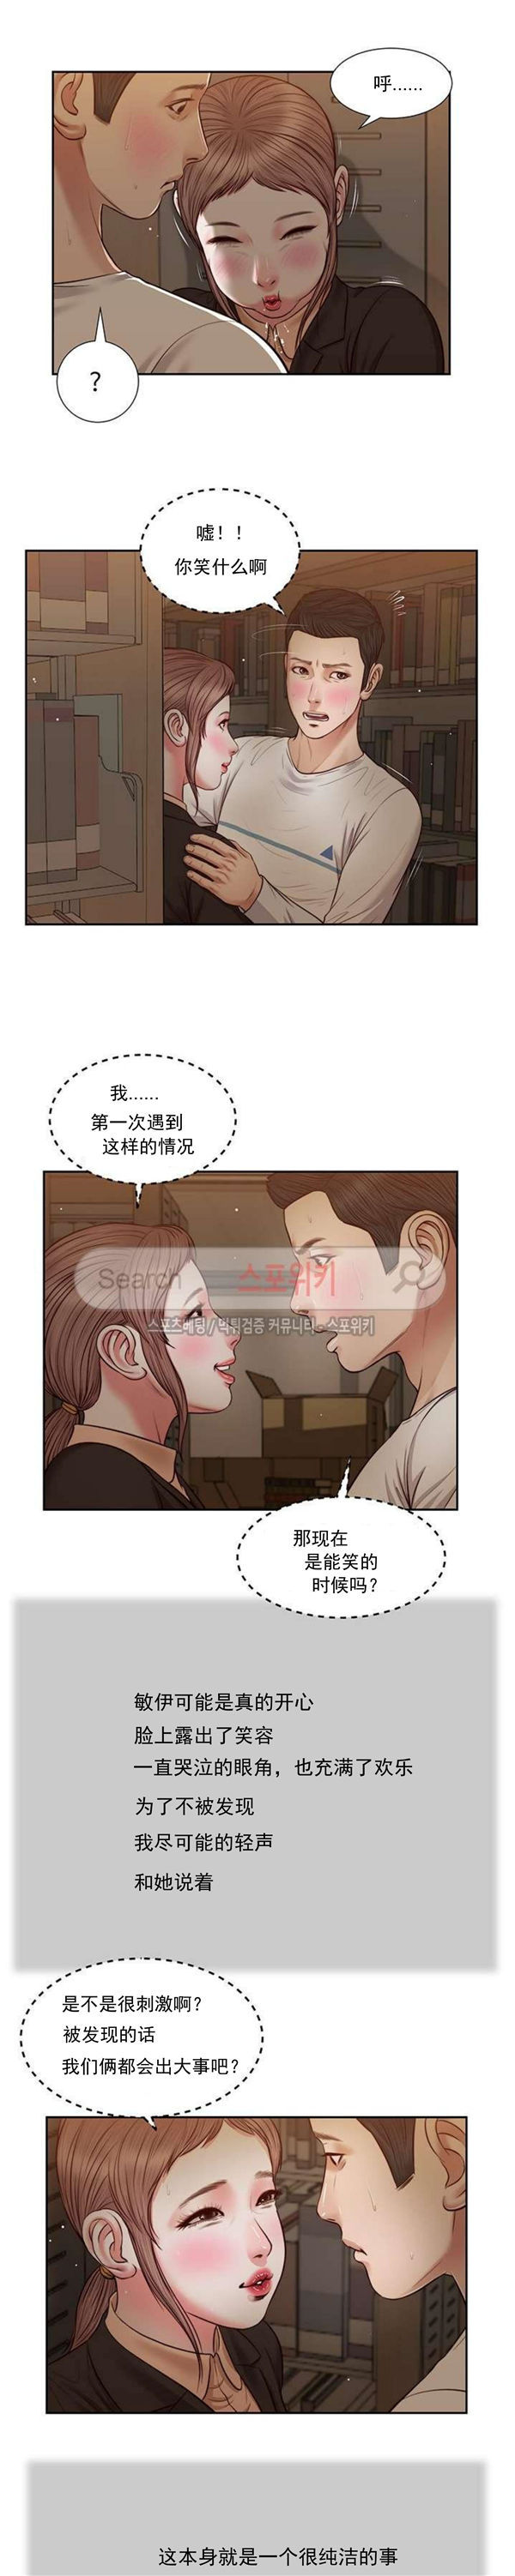 呼......
?
嘘！！
你笑什么啊
我......
第一次遇到
这样的情况
Search 스포위키
스포츠베팅/먹튀검증 커뮤니티 - 스포위키
那现在
是能笑的
时候吗？
敏伊可能是真的开心
脸上露出了笑容
一直哭泣的眼角，也充满了欢乐
为了不被发现
我尽可能的轻声
和她说着
是不是很刺激啊？
被发现的话
我们俩都会出大事吧？
这本身就是一个很纯洁的事